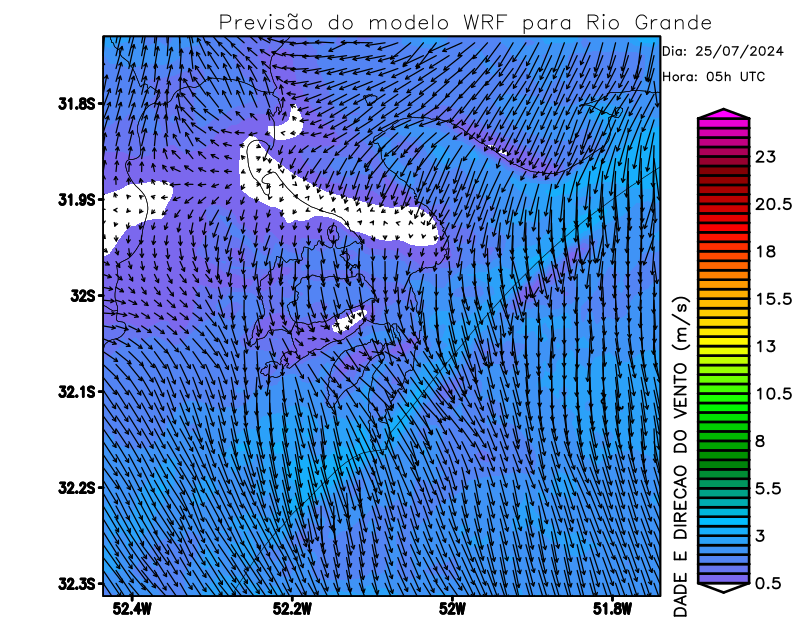 Previsão do modelo WRF para Rio Grande
Dia: 25/07/2024
Hora: 05h UTC
31.8S
31.9S
32S
32.1S
32.2S
32.3S
52.4W
52.2W
52W
51.8W
DADE E DIRECAO DO VENTO (m/s)
23
20.5
18
15.5
13
10.5
8
5.5
3
0.5